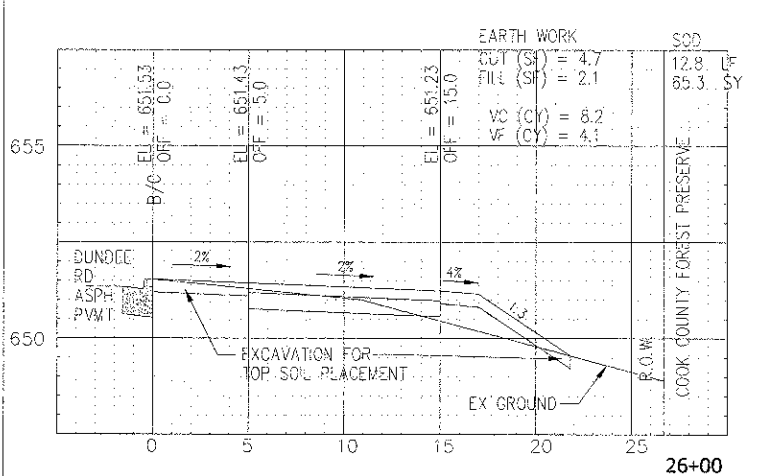 EARTH WORK
CUT (SF) = 4.7
FILL (SF) = 2.1
VC (CY) = 8.2
VF (CY) = 4.1
SOD
12.8 LF
65.3 SY
B/C EL = 651.53
OFF = 0.0
EL = 651.43
OFF = 5.0
EL = 651.23
OFF = 15.0
655
650
DUNDEE
RD
ASPH
PVMT
2%
2%
4%
1:3
EXCAVATION FOR
TOP SOIL PLACEMENT
EX GROUND
R.O.W.
COOK COUNTY FOREST PRESERVE
0
5
10
15
20
25
26+00